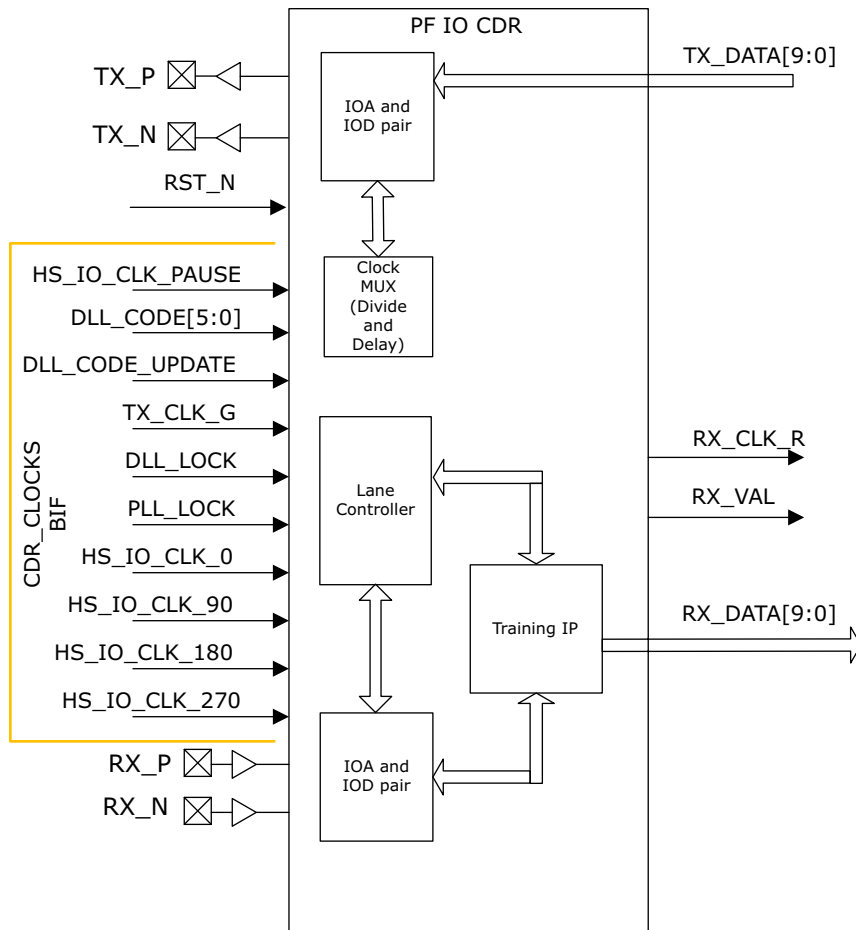 PF IO CDR
TX_P
TX_N
RST_N
HS_IO_CLK_PAUSE
DLL_CODE[5:0]
DLL_CODE_UPDATE
TX_CLK_G
DLL_LOCK
PLL_LOCK
HS_IO_CLK_0
HS_IO_CLK_90
HS_IO_CLK_180
HS_IO_CLK_270
CDR_CLOCKS
BIF
RX_P
RX_N
IOA and
IOD pair
Clock
MUX
(Divide
and
Delay)
Lane
Controller
Training IP
IOA and
IOD pair
TX_DATA[9:0]
RX_CLK_R
RX_VAL
RX_DATA[9:0]